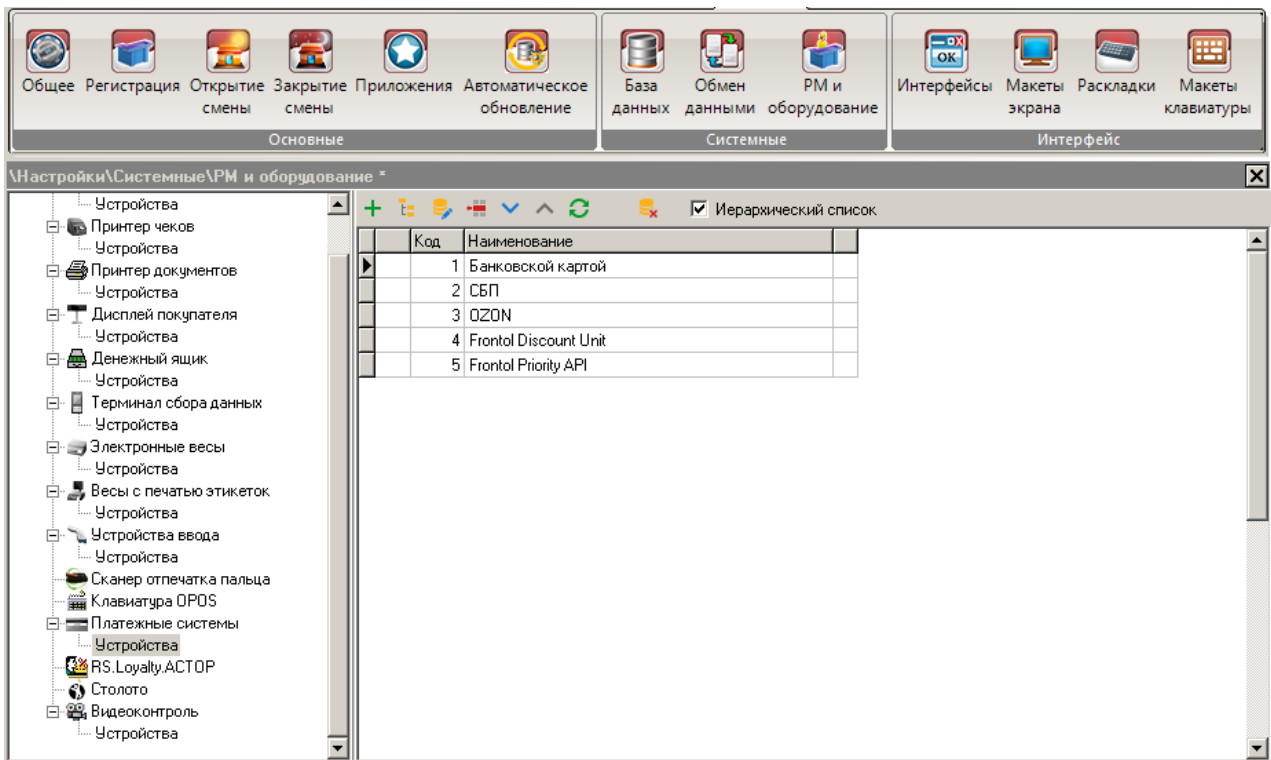 Общее Регистрация Открытие смены Закрытие смены Приложения Автоматическое обновление База данных Обмен данными РМ и оборудование Интерфейсы Макеты экрана Раскладки Макеты клавиатуры
Основные Системные Интерфейс
\Настройки\Системные\РМ и оборудование *
Устройства
Принтер чеков
Устройства
Принтер документов
Устройства
Дисплей покупателя
Устройства
Денежный ящик
Устройства
Терминал сбора данных
Устройства
Электронные весы
Устройства
Весы с печатью этикеток
Устройства
Устройства ввода
Устройства
Сканер отпечатка пальца
Клавиатура OPOS
Платежные системы
Устройства
RS.Loyalty.АСТОР
Столото
Видеоконтроль
Устройства
Иерархический список
Код Наименование
1 Банковской картой
2 СБП
3 OZON
4 Frontol Discount Unit
5 Frontol Priority API